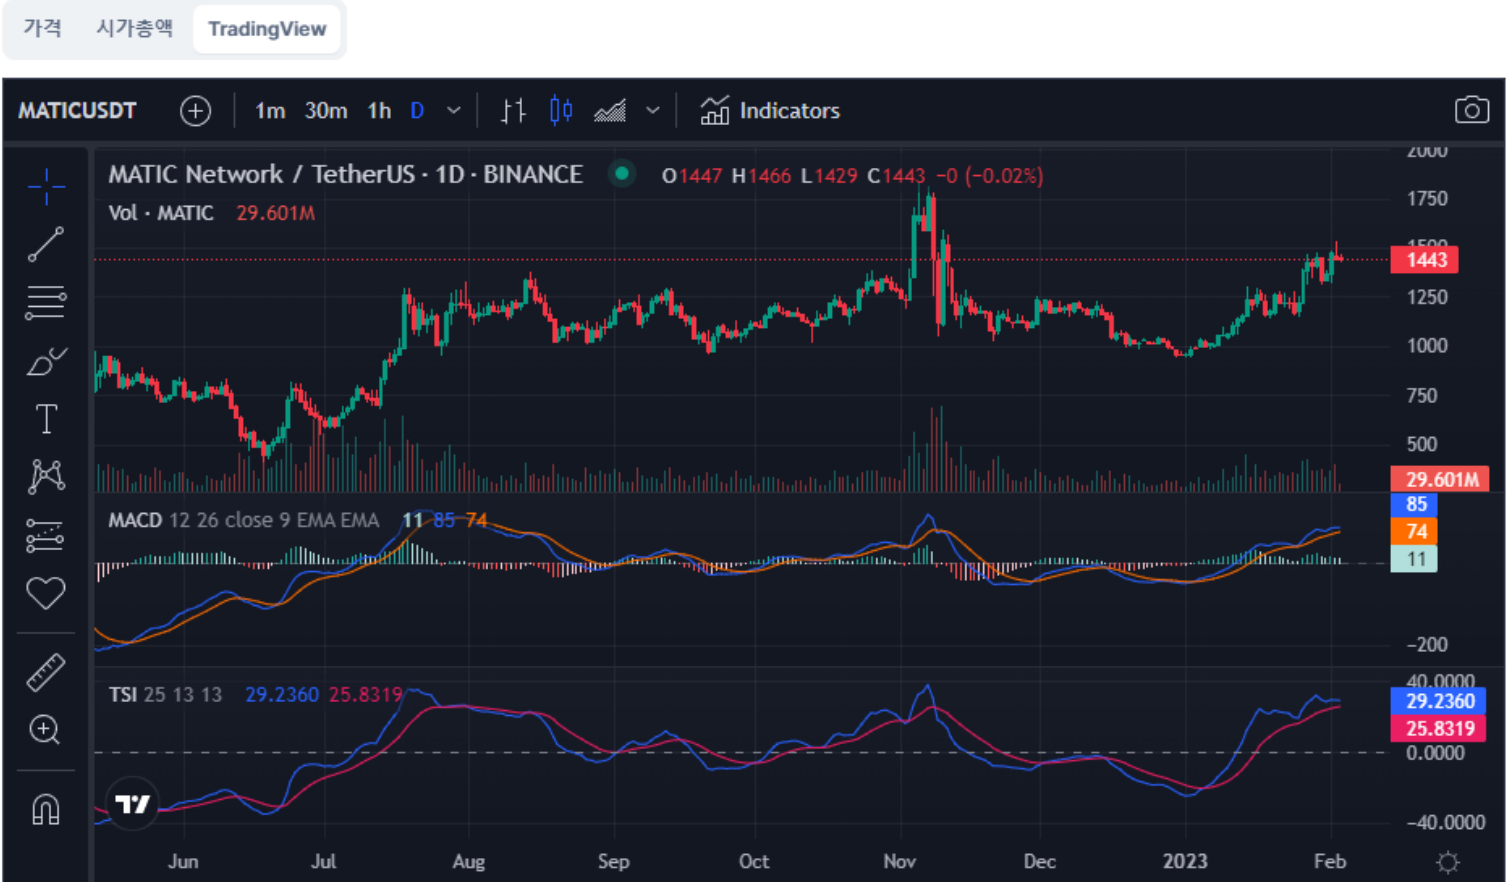 가격 시가총액 TradingView
MATICUSDT 1m 30m 1h D Indicators
MATIC Network / TetherUS · 1D · BINANCE O1447 H1466 L1429 C1443 −0 (−0.02%)
Vol · MATIC 29.601M
2000
1750
1500
1443
1250
1000
750
500
29.601M
MACD 12 26 close 9 EMA EMA 11 85 74
85
74
11
−200
TSI 25 13 13 29.2360 25.8319
40.0000
29.2360
25.8319
0.0000
−40.0000
Jun Jul Aug Sep Oct Nov Dec 2023 Feb